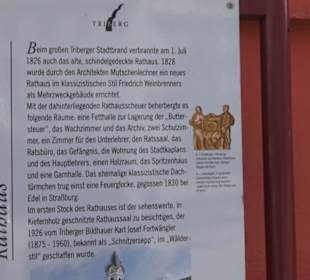 TRIBERG
Beim großen Triberger Stadtbrand verbrannte am 1. Juli
1826 auch das alte, schindelgedeckte Rathaus. 1828
wurde durch den Architekten Mutschenlechner ein neues
Rathaus im klassizistischen Stil Friedrich Weinbrenners
als Mehrzweckgebäude errichtet.
Mit der dahinterliegenden Rathausscheuer beherbergte es
folgende Räume: eine Fetthalle zur Lagerung der „Butter-
steuer", das Wachzimmer und das Archiv, zwei Schulzim-
mer, ein Zimmer für den Unterlehrer, den Ratssaal, das
Ratsbüro, das Gefängnis, die Wohnung des Stadtkaplans
und des Hauptlehrers, einen Holzraum, das Spritzenhaus
und eine Garnhalle. Das ehemalige klassizistische Dach-
türmchen trug einst eine Feuerglocke, gegossen 1830 bei
Edel in Straßburg.
Im ersten Stock des Rathauses ist der sehenswerte, in
Kiefernholz geschnitzte Rathaussaal zu besichtigen, der
1926 vom Triberger Bildhauer Karl Josef Fortwängler
(1875 - 1960), bekannt als „Schnitzersepp", im „Wälder-
stil" geschaffen wurde.
Rathaus